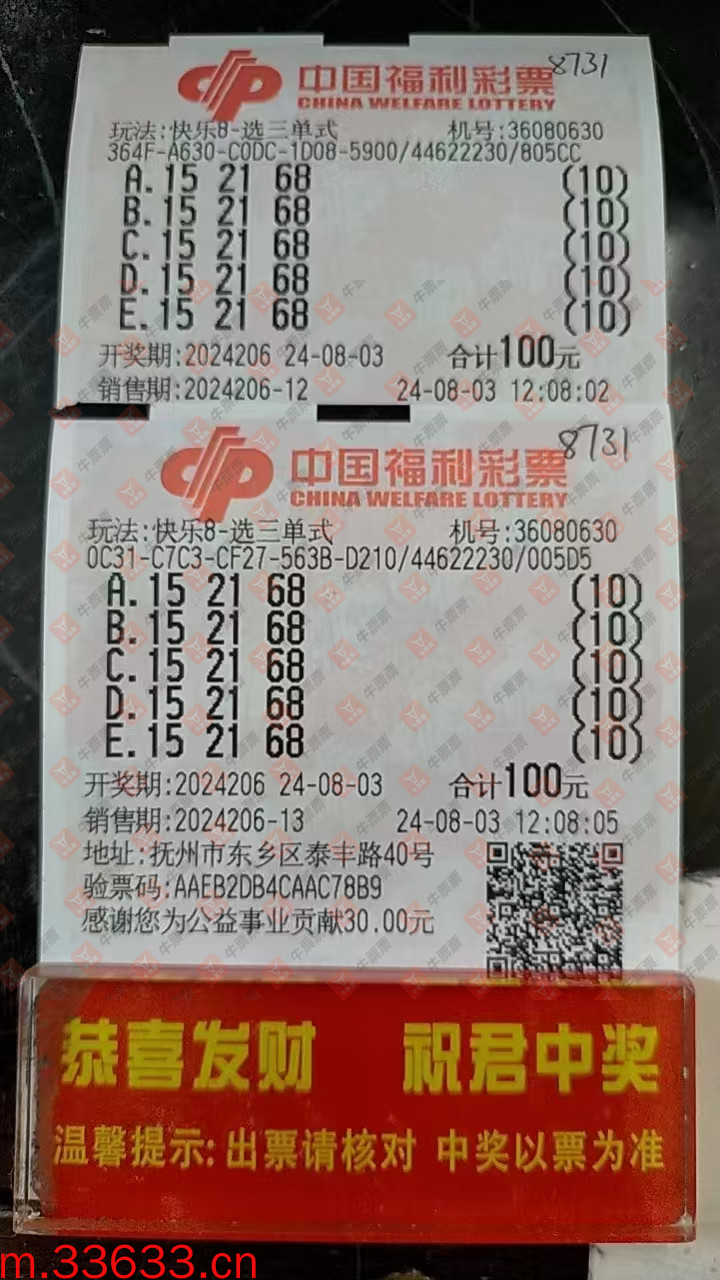 8731
中国福利彩票
CHINA WELFARE LOTTERY
玩法:快乐8-选三单式 机号:36080630
364F-A630-C0DC-1D08-5900/44622230/805CC
A.15 21 68 (10)
B.15 21 68 (10)
C.15 21 68 (10)
D.15 21 68 (10)
E.15 21 68 (10)
开奖期:2024206 24-08-03 合计100元
销售期:2024206-12 24-08-03 12:08:02
8731
中国福利彩票
CHINA WELFARE LOTTERY
玩法:快乐8-选三单式 机号:36080630
0C31-C7C3-CF27-563B-D210/44622230/005D5
A.15 21 68 (10)
B.15 21 68 (10)
C.15 21 68 (10)
D.15 21 68 (10)
E.15 21 68 (10)
开奖期:2024206 24-08-03 合计100元
销售期:2024206-13 24-08-03 12:08:05
地址:抚州市东乡区泰丰路40号
验票码:AAEB2DB4CAAC78B9
感谢您为公益事业贡献30.00元
恭喜发财 祝君中奖
温馨提示:出票请核对 中奖以票为准
m.33633.cn
牛票票